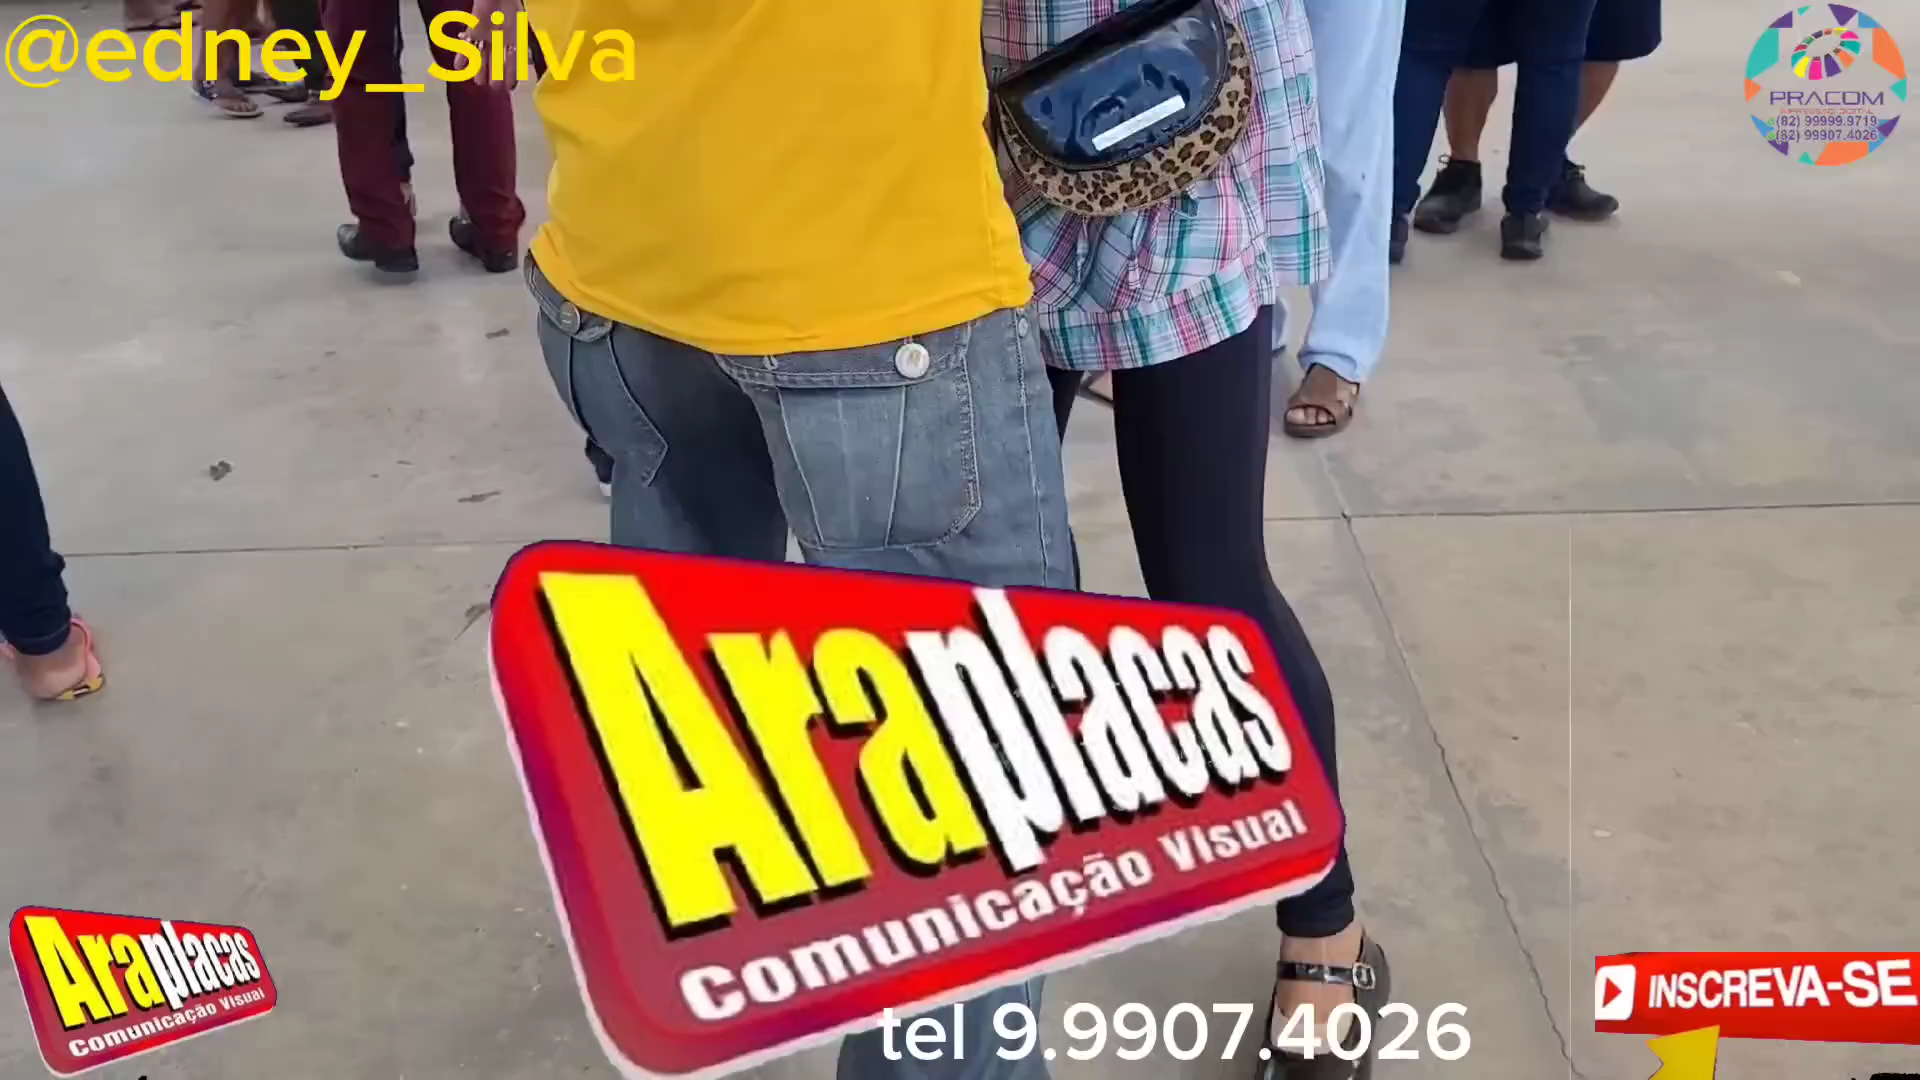 @edney_Silva
PRACOM
(82) 99999.9719
(82) 99907.4026
Araplacas
Comunicação Visual
tel 9.9907.4026
Araplacas
Comunicação Visual
INSCREVA-SE